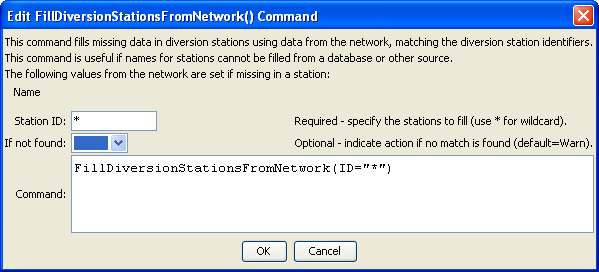 Edit FillDiversionStationsFromNetwork() Command
This command fills missing data in diversion stations using data from the network, matching the diversion station identifiers.
This command is useful if names for stations cannot be filled from a database or other source.
The following values from the network are set if missing in a station:
Name
Station ID: * Required - specify the stations to fill (use * for wildcard).
If not found: Optional - indicate action if no match is found (default=Warn).
FillDiversionStationsFromNetwork(ID="*")
Command:
OK Cancel